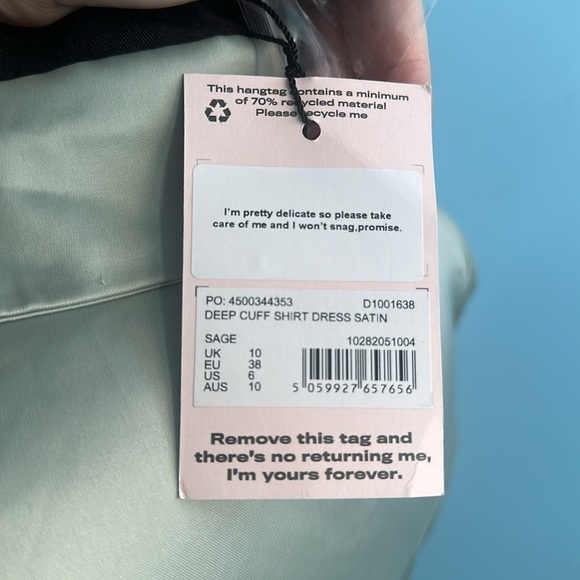 This hangtag contains a minimum
of 70% recycled material
Please recycle me
I'm pretty delicate so please take
care of me and I won't snag,promise.
PO: 4500344353 D1001638
DEEP CUFF SHIRT DRESS SATIN
SAGE 10282051004
UK 10
EU 38
US 6
AUS 10
5 059927 657656
Remove this tag and
there's no returning me,
I'm yours forever.